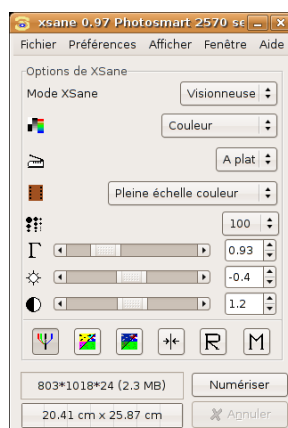 xsane 0.97 Photosmart 2570 se
Fichier Préférences Afficher Fenêtre Aide
Options de XSane
Mode XSane Visionneuse
Couleur
A plat
Pleine échelle couleur
100
Γ 0.93
-0.4
1.2
R M
803*1018*24 (2.3 MB) Numériser
20.41 cm x 25.87 cm Annuler